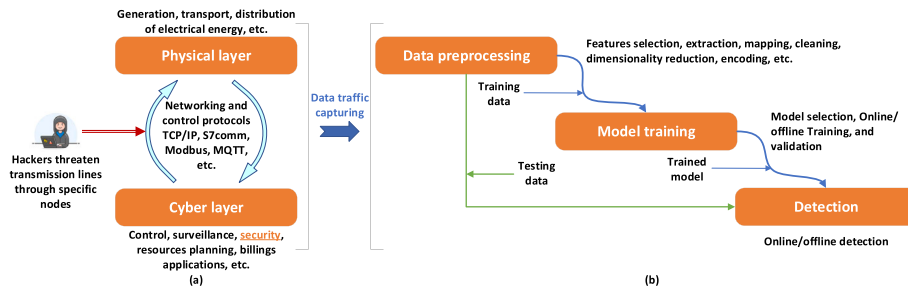 Generation, transport, distribution
of electrical energy, etc.
Physical layer
Networking and
control protocols
TCP/IP, S7comm,
Modbus, MQTT,
etc.
Hackers threaten
transmission lines
through specific
nodes
Cyber layer
Control, surveillance, security,
resources planning, billings
applications, etc.
(a)
Data traffic
capturing
Data preprocessing
Features selection, extraction, mapping, cleaning,
dimensionality reduction, encoding, etc.
Training
data
Model training
Model selection, Online/
offline Training, and
validation
Testing
data
Trained
model
Detection
Online/offline detection
(b)